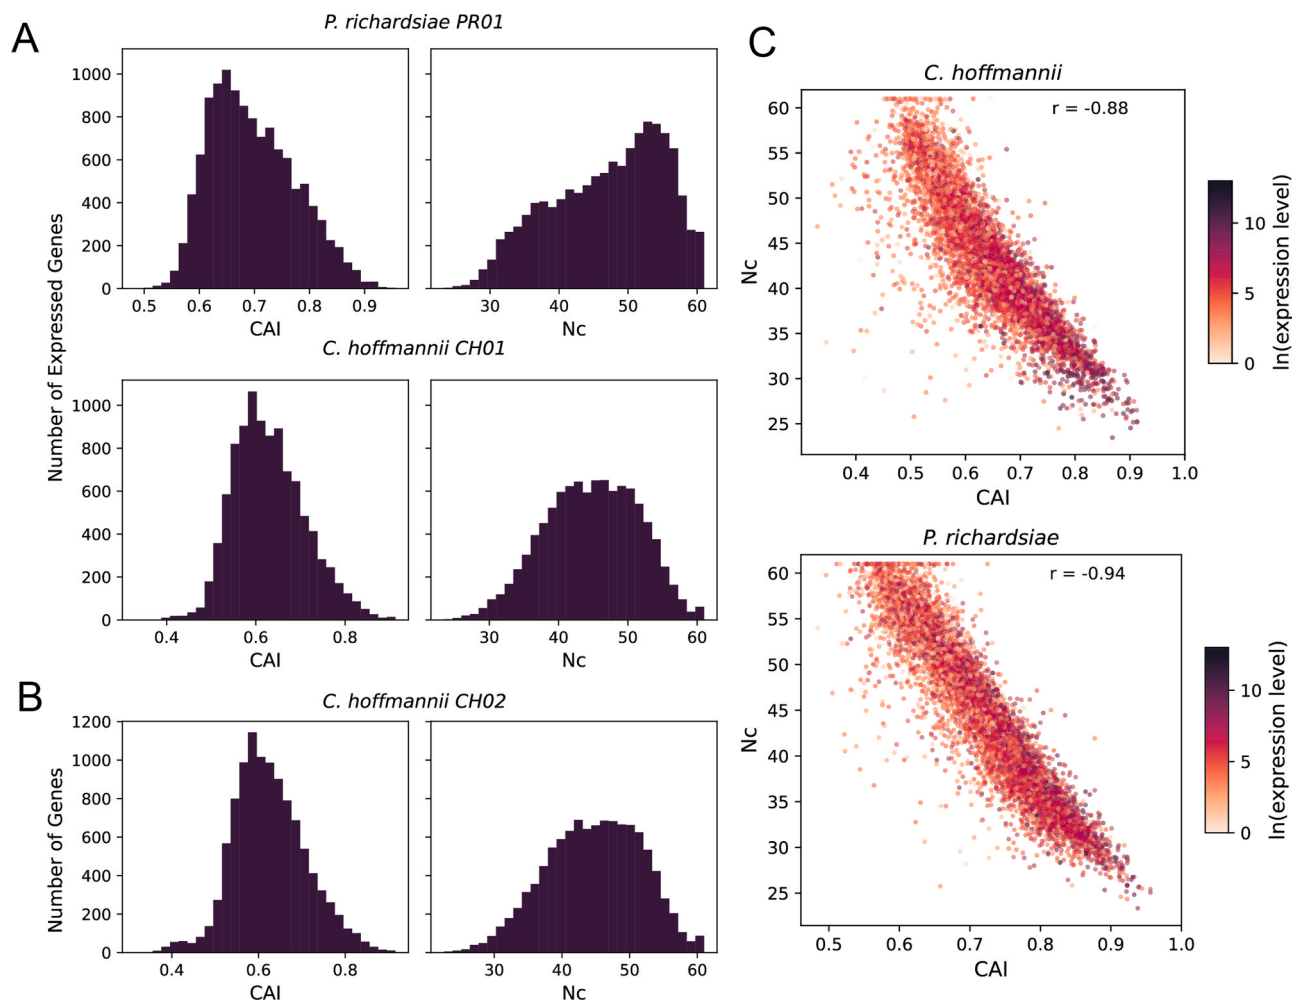 A
P. richardsiae PR01
Number of Expressed Genes
1000
800
600
400
200
0
0.5 0.6 0.7 0.8 0.9
CAI
30 40 50 60
Nc
C. hoffmannii CH01
1000
800
600
400
200
0
0.4 0.6 0.8
CAI
30 40 50 60
Nc
B
C. hoffmannii CH02
Number of Genes
1200
1000
800
600
400
200
0
0.4 0.6 0.8
CAI
30 40 50 60
Nc
C
C. hoffmannii
r = -0.88
Nc
60
55
50
45
40
35
30
25
0.4 0.5 0.6 0.7 0.8 0.9 1.0
CAI
10
5
0
ln(expression level)
P. richardsiae
r = -0.94
Nc
60
55
50
45
40
35
30
25
0.5 0.6 0.7 0.8 0.9 1.0
CAI
10
5
0
ln(expression level)